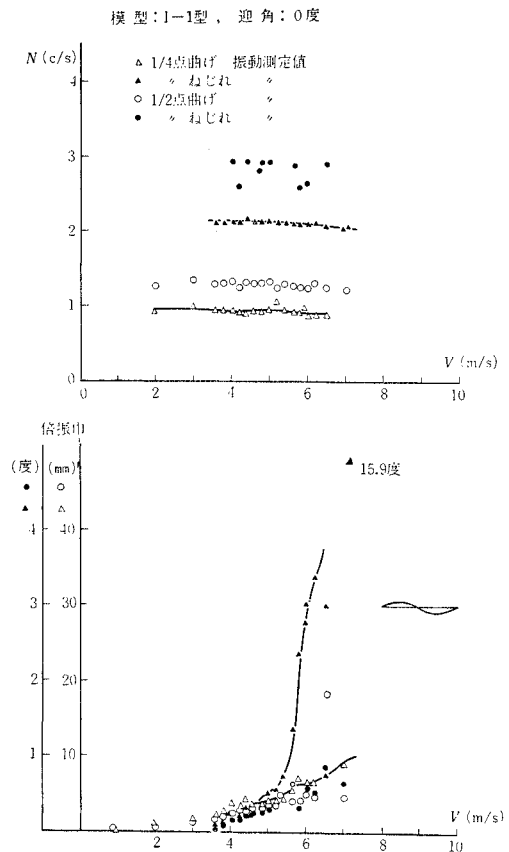 模型：I－1型，迎角：0度
N (c/s)
△ 1/4点曲げ 振動測定値
▲ 〃 ねじれ 〃
○ 1/2点曲げ 〃
● 〃 ねじれ 〃
4
3
2
1
0
V (m/s)
0 2 4 6 8 10
倍振巾
(度) (mm)
● ○
▲ △
▲ 15.9度
4 40
3 30
2 20
1 10
V (m/s)
0 2 4 6 8 10